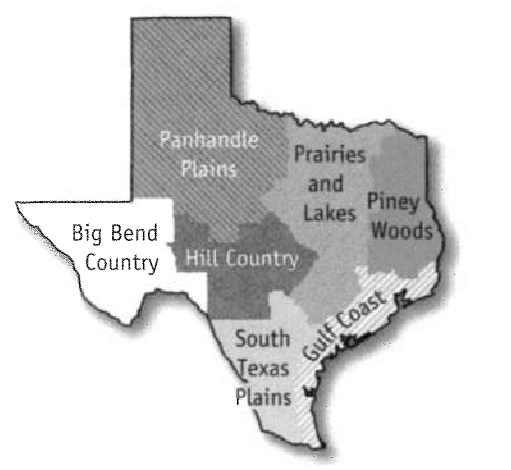 Panhandle
Plains
Prairies
and
Lakes
Piney
Woods
Big Bend
Country
Hill Country
Gulf Coast
South
Texas
Plains